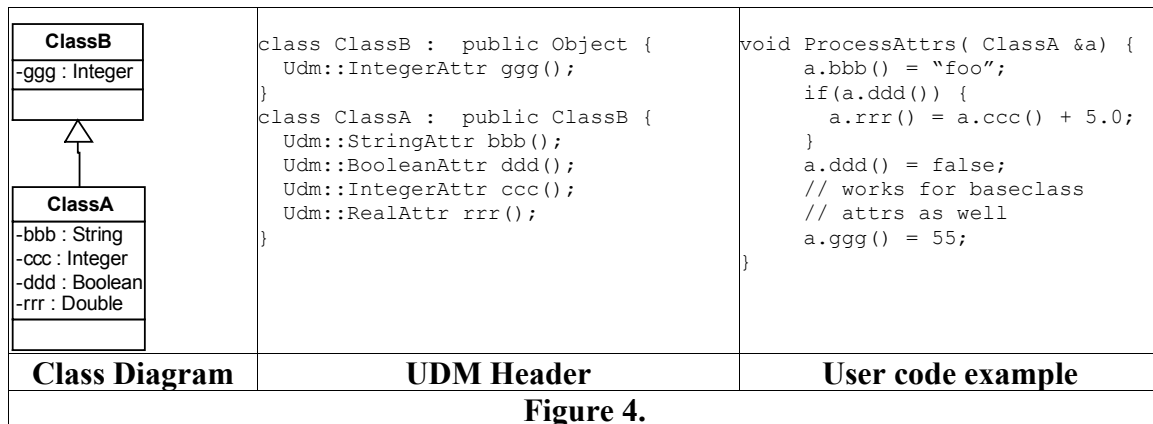 ClassB
-ggg : Integer
ClassA
-bbb : String
-ccc : Integer
-ddd : Boolean
-rrr : Double
class ClassB :  public Object {
  Udm::IntegerAttr ggg();
}
class ClassA :  public ClassB {
  Udm::StringAttr bbb();
  Udm::BooleanAttr ddd();
  Udm::IntegerAttr ccc();
  Udm::RealAttr rrr();
}
void ProcessAttrs( ClassA &a) {
     a.bbb() = “foo”;
     if(a.ddd()) {
       a.rrr() = a.ccc() + 5.0;
     }
     a.ddd() = false;
     // works for baseclass
     // attrs as well
     a.ggg() = 55;
}
Class Diagram
UDM Header
User code example
Figure 4.